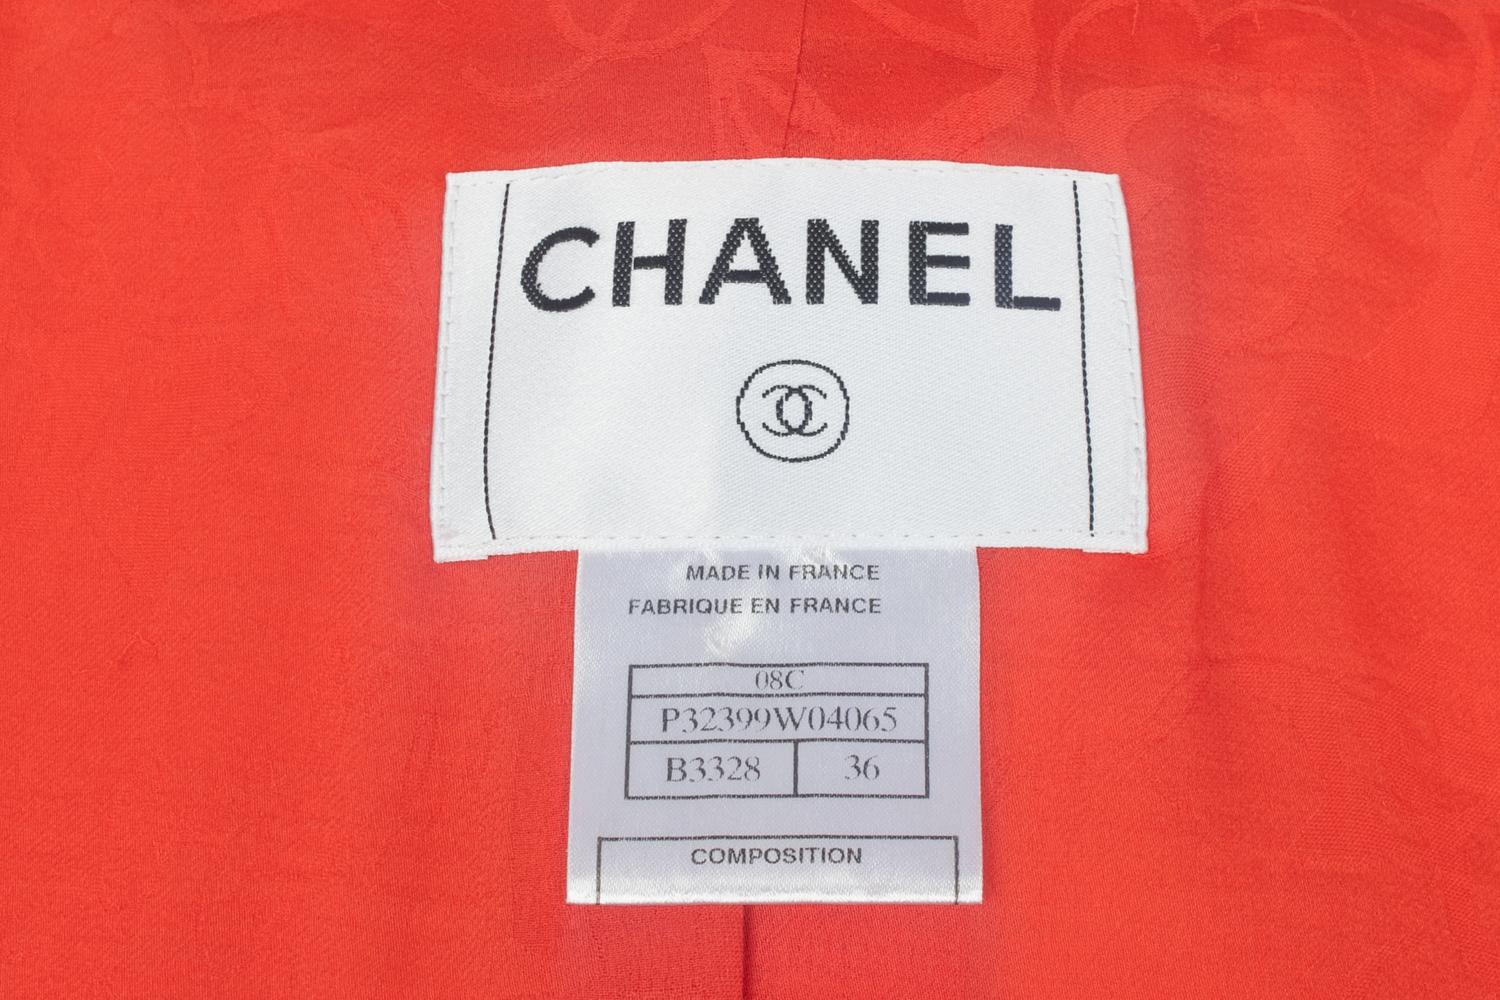 CHANEL
MADE IN FRANCE
FABRIQUE EN FRANCE
08C
P32399W04065
B3328 36
COMPOSITION